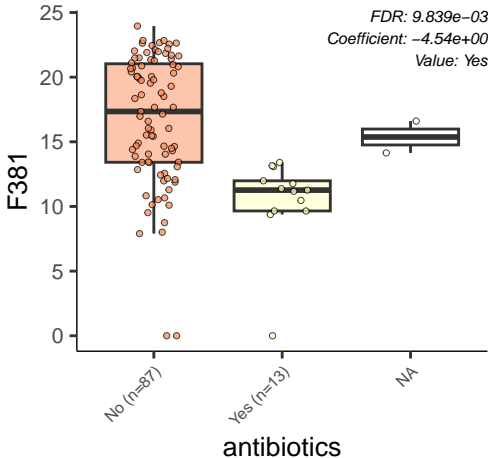 FDR: 9.839e−03
Coefficient: −4.54e+00
Value: Yes
25
20
15
10
5
0
F381
No (n=87)
Yes (n=13)
NA
antibiotics